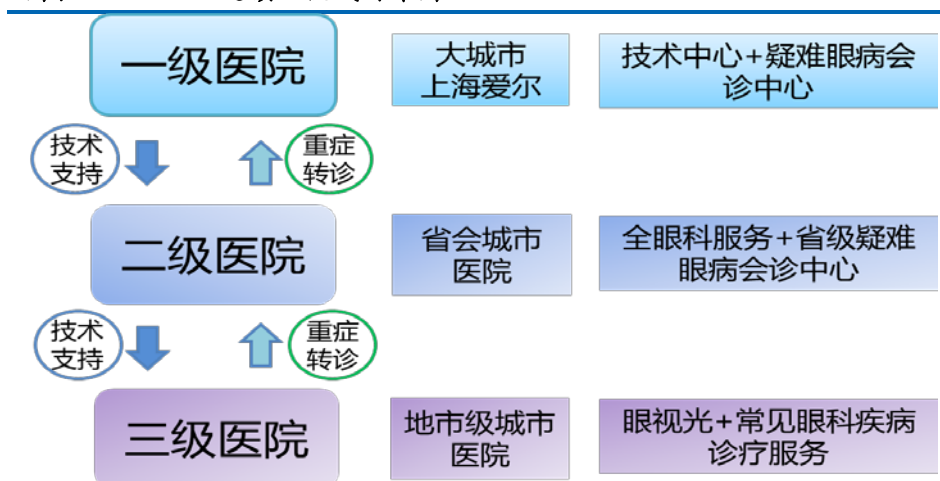 一级医院
大城市
上海爱尔
技术中心+疑难眼病会
诊中心
技术
支持
重症
转诊
二级医院
省会城市
医院
全眼科服务+省级疑难
眼病会诊中心
技术
支持
重症
转诊
三级医院
地市级城市
医院
眼视光+常见眼科疾病
诊疗服务